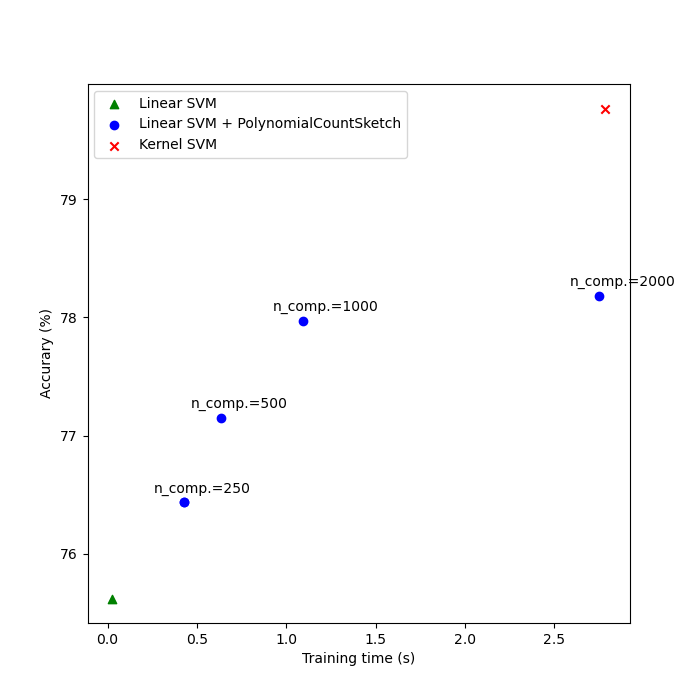 Linear SVM
Linear SVM + PolynomialCountSketch
Kernel SVM
79
n_comp.=2000
n_comp.=1000
78
Accurary (%)
n_comp.=500
77
n_comp.=250
76
0.0 0.5 1.0 1.5 2.0 2.5
Training time (s)